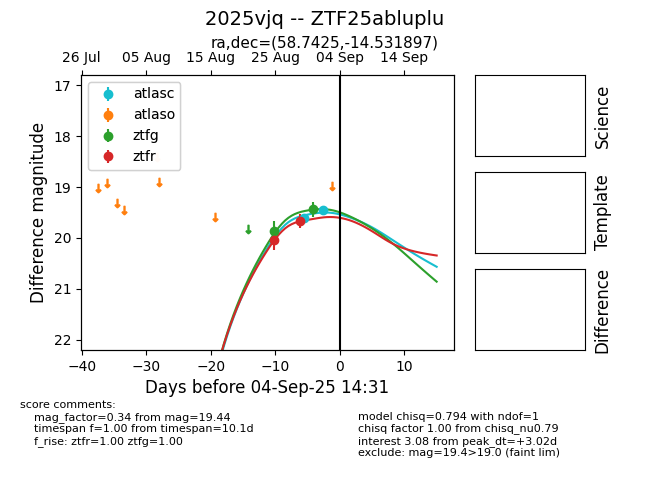 2025vjq -- ZTF25abluplu
ra,dec=(58.7425,-14.531897)
26 Jul 05 Aug 15 Aug 25 Aug 04 Sep 14 Sep
atlasc
atlaso
ztfg
ztfr
17
18
19
20
21
22
Difference magnitude
−40 −30 −20 −10 0 10
Days before 04-Sep-25 14:31
Science
Template
Difference
score comments:
mag_factor=0.34 from mag=19.44
timespan f=1.00 from timespan=10.1d
f_rise: ztfr=1.00 ztfg=1.00
model chisq=0.794 with ndof=1
chisq factor 1.00 from chisq_nu0.79
interest 3.08 from peak_dt=+3.02d
exclude: mag=19.4>19.0 (faint lim)